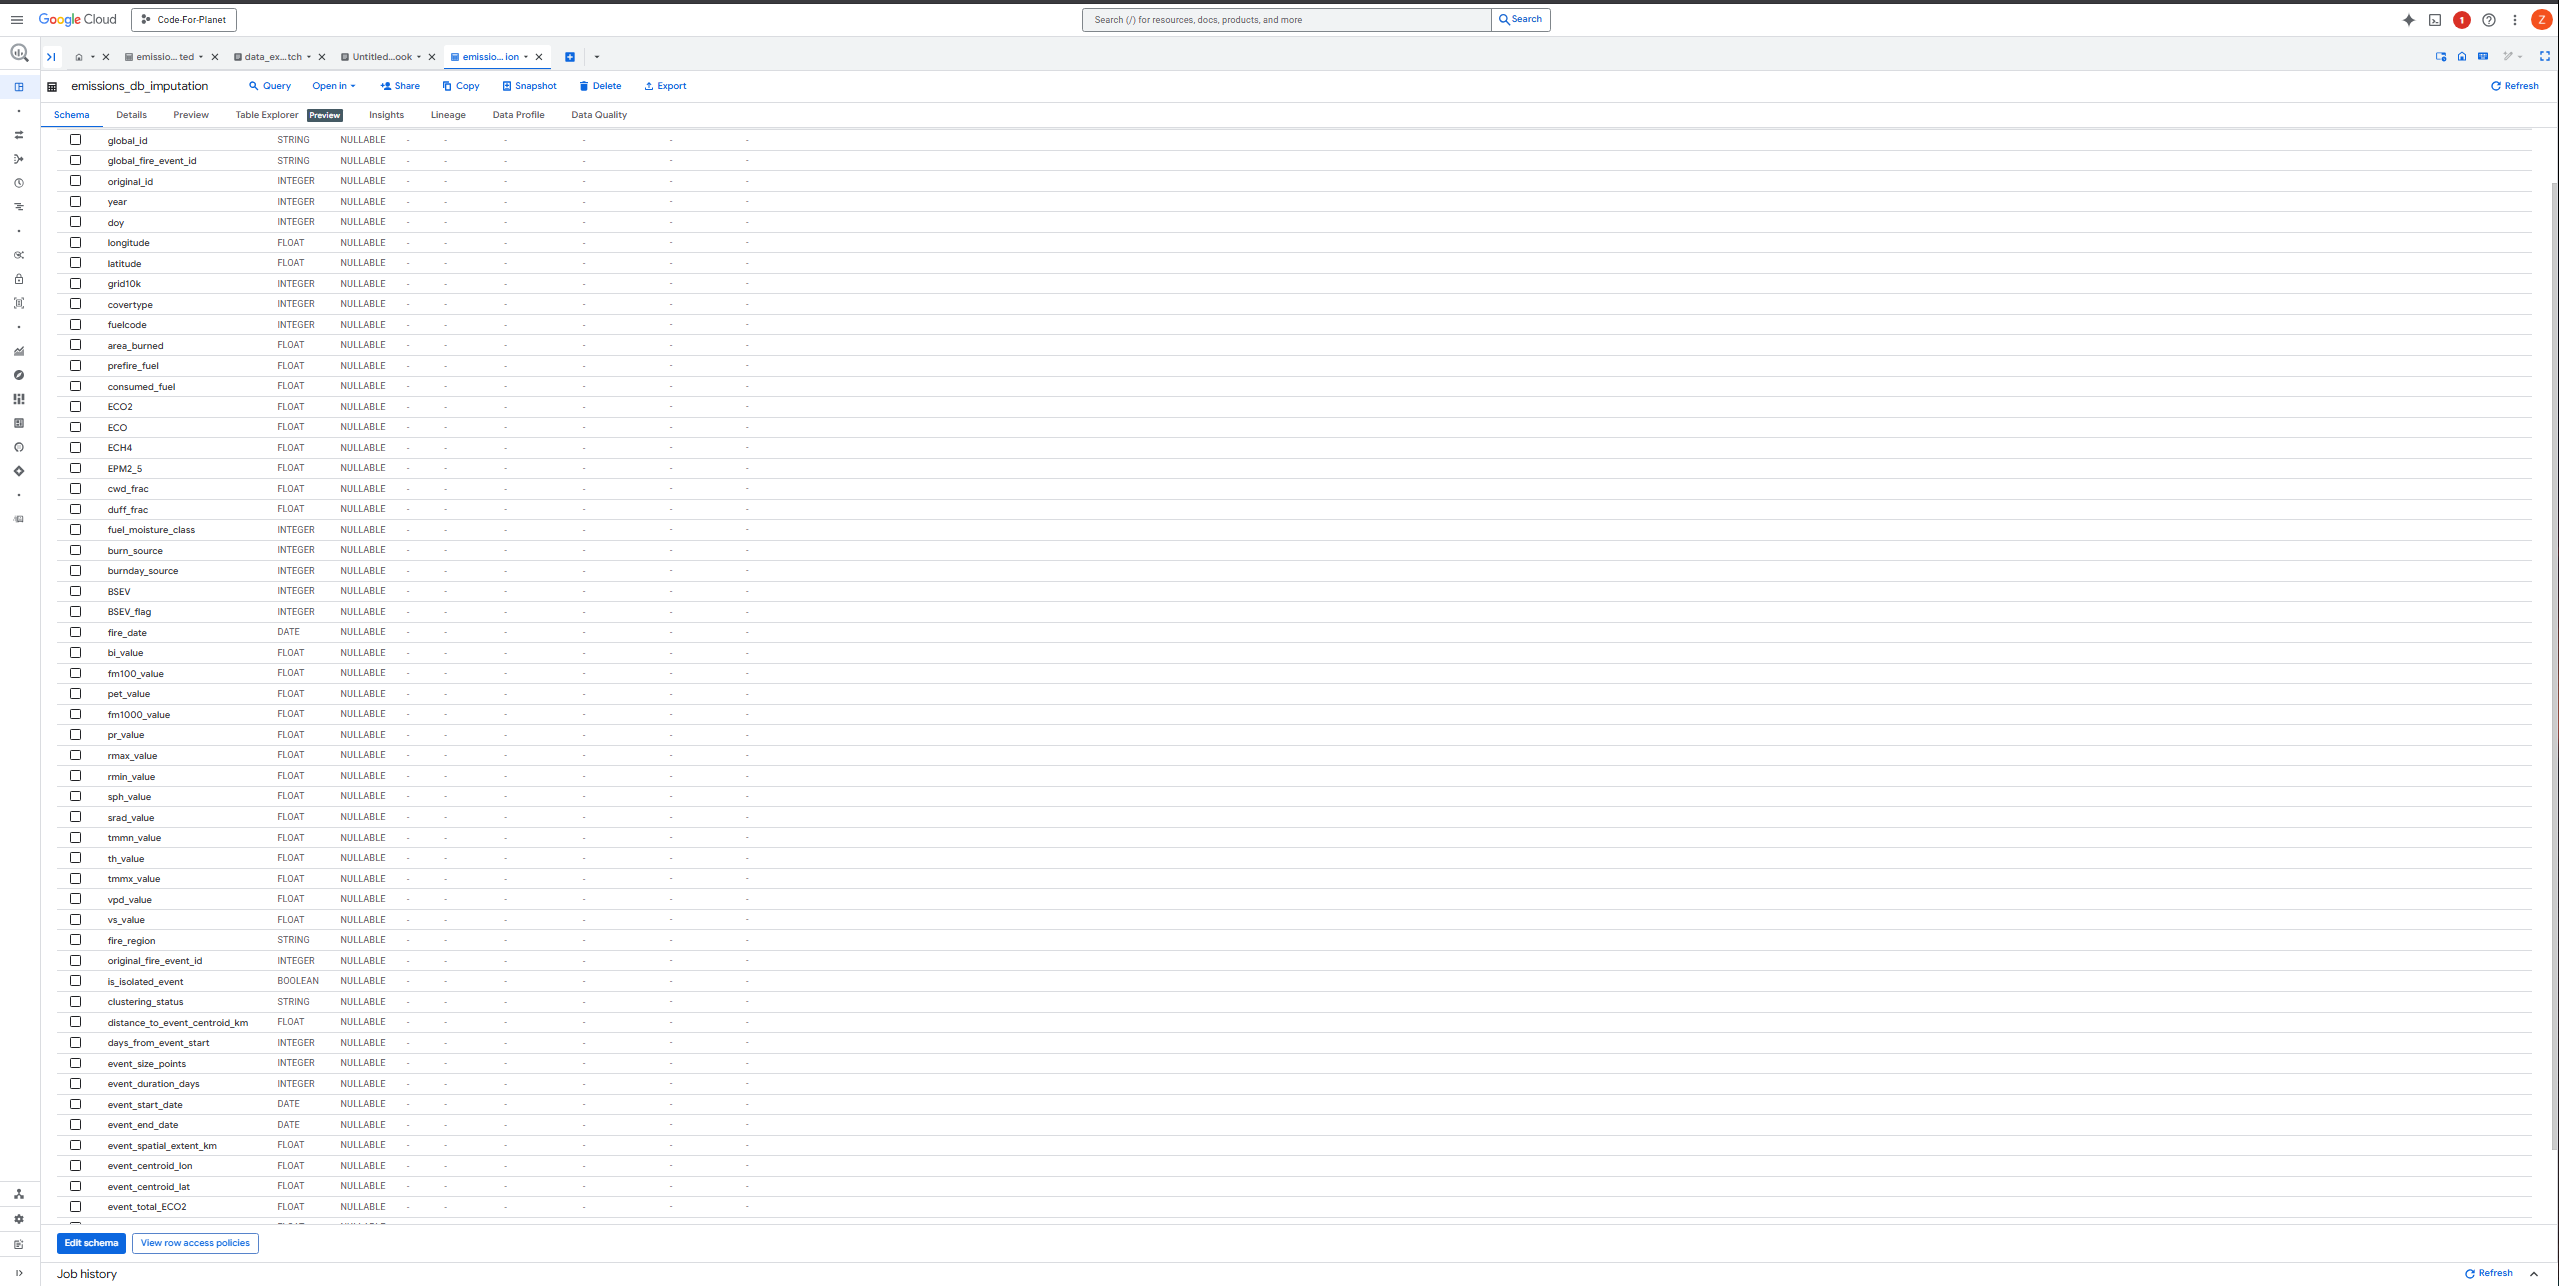 Google Cloud Code-For-Planet Search (/) for resources, docs, products, and more Search 1 Z
emissio... ted data_ex...tch Untitled...ook emissio... ion
emissions_db_imputation Query Open in Share Copy Snapshot Delete Export Refresh
Schema Details Preview Table Explorer Preview Insights Lineage Data Profile Data Quality
global_id STRING NULLABLE - - - - - -
global_fire_event_id STRING NULLABLE - - - - - -
original_id INTEGER NULLABLE - - - - - -
year INTEGER NULLABLE - - - - - -
doy INTEGER NULLABLE - - - - - -
longitude FLOAT NULLABLE - - - - - -
latitude FLOAT NULLABLE - - - - - -
grid10k INTEGER NULLABLE - - - - - -
covertype INTEGER NULLABLE - - - - - -
fuelcode INTEGER NULLABLE - - - - - -
area_burned FLOAT NULLABLE - - - - - -
prefire_fuel FLOAT NULLABLE - - - - - -
consumed_fuel FLOAT NULLABLE - - - - - -
ECO2 FLOAT NULLABLE - - - - - -
ECO FLOAT NULLABLE - - - - - -
ECH4 FLOAT NULLABLE - - - - - -
EPM2_5 FLOAT NULLABLE - - - - - -
cwd_frac FLOAT NULLABLE - - - - - -
duff_frac FLOAT NULLABLE - - - - - -
fuel_moisture_class INTEGER NULLABLE - - - - - -
burn_source INTEGER NULLABLE - - - - - -
burnday_source INTEGER NULLABLE - - - - - -
BSEV INTEGER NULLABLE - - - - - -
BSEV_flag INTEGER NULLABLE - - - - - -
fire_date DATE NULLABLE - - - - - -
bi_value FLOAT NULLABLE - - - - - -
fm100_value FLOAT NULLABLE - - - - - -
pet_value FLOAT NULLABLE - - - - - -
fm1000_value FLOAT NULLABLE - - - - - -
pr_value FLOAT NULLABLE - - - - - -
rmax_value FLOAT NULLABLE - - - - - -
rmin_value FLOAT NULLABLE - - - - - -
sph_value FLOAT NULLABLE - - - - - -
srad_value FLOAT NULLABLE - - - - - -
tmmn_value FLOAT NULLABLE - - - - - -
th_value FLOAT NULLABLE - - - - - -
tmmx_value FLOAT NULLABLE - - - - - -
vpd_value FLOAT NULLABLE - - - - - -
vs_value FLOAT NULLABLE - - - - - -
fire_region STRING NULLABLE - - - - - -
original_fire_event_id INTEGER NULLABLE - - - - - -
is_isolated_event BOOLEAN NULLABLE - - - - - -
clustering_status STRING NULLABLE - - - - - -
distance_to_event_centroid_km FLOAT NULLABLE - - - - - -
days_from_event_start INTEGER NULLABLE - - - - - -
event_size_points INTEGER NULLABLE - - - - - -
event_duration_days INTEGER NULLABLE - - - - - -
event_start_date DATE NULLABLE - - - - - -
event_end_date DATE NULLABLE - - - - - -
event_spatial_extent_km FLOAT NULLABLE - - - - - -
event_centroid_lon FLOAT NULLABLE - - - - - -
event_centroid_lat FLOAT NULLABLE - - - - - -
event_total_ECO2 FLOAT NULLABLE - - - - - -
Edit schema View row access policies
Job history Refresh